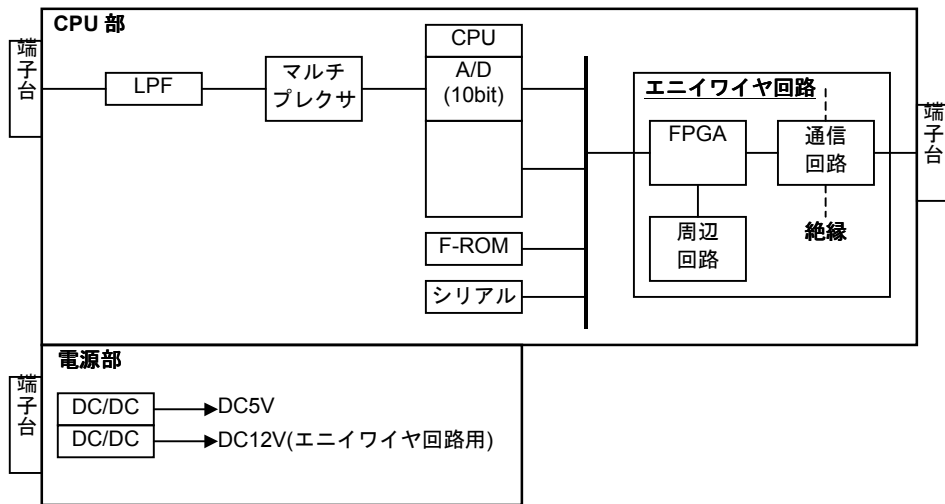 CPU 部
端子台
LPF
マルチ
プレクサ
CPU
A/D
(10bit)
F-ROM
シリアル
エニイワイヤ回路
FPGA
通信
回路
周辺
回路
絶縁
端子台
電源部
端子台
DC/DC
DC5V
DC/DC
DC12V(エニイワイヤ回路用)